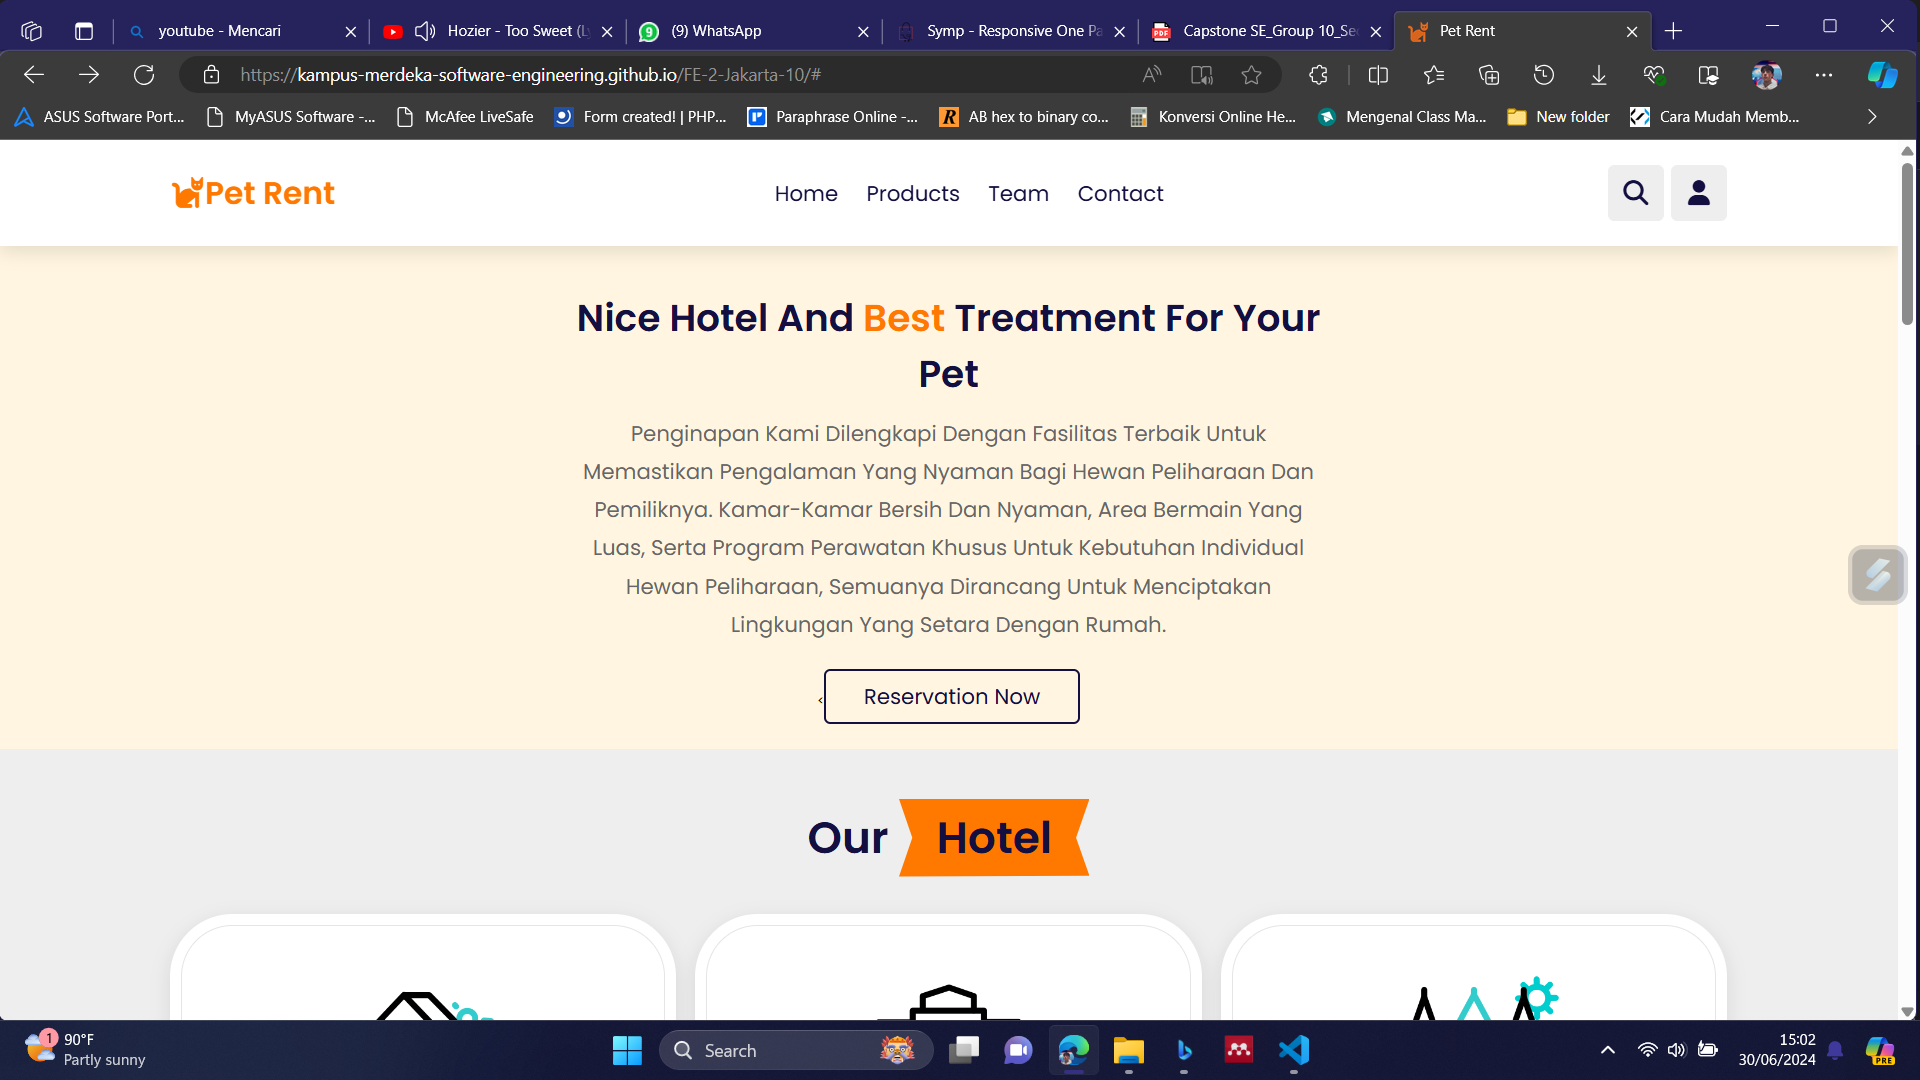 youtube - Mencari
Hozier - Too Sweet (Ly
(9) WhatsApp
Symp - Responsive One Pa
Capstone SE_Group 10_Sec
Pet Rent
https://kampus-merdeka-software-engineering.github.io/FE-2-Jakarta-10/#
ASUS Software Port...
MyASUS Software -...
McAfee LiveSafe
Form created! | PHP...
Paraphrase Online -...
AB hex to binary co...
Konversi Online He...
Mengenal Class Ma...
New folder
Cara Mudah Memb...
Pet Rent
Home
Products
Team
Contact
Nice Hotel And Best Treatment For Your
Pet
Penginapan Kami Dilengkapi Dengan Fasilitas Terbaik Untuk
Memastikan Pengalaman Yang Nyaman Bagi Hewan Peliharaan Dan
Pemiliknya. Kamar-Kamar Bersih Dan Nyaman, Area Bermain Yang
Luas, Serta Program Perawatan Khusus Untuk Kebutuhan Individual
Hewan Peliharaan, Semuanya Dirancang Untuk Menciptakan
Lingkungan Yang Setara Dengan Rumah.
<
Reservation Now
Our Hotel
1
90°F
Partly sunny
Search
15:02
30/06/2024
PRE